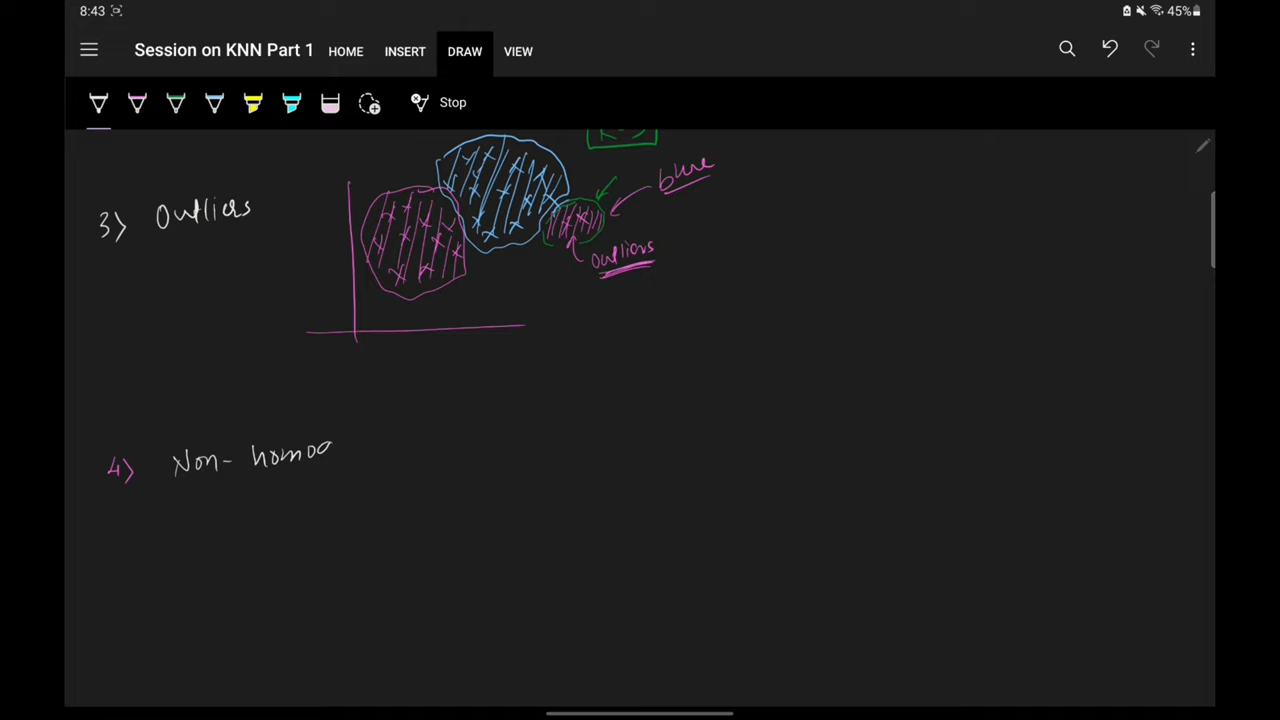 8:43
45%
Session on KNN Part 1 HOME INSERT DRAW VIEW
Stop
blue
3) Outliers
outliers
4) Non- homog